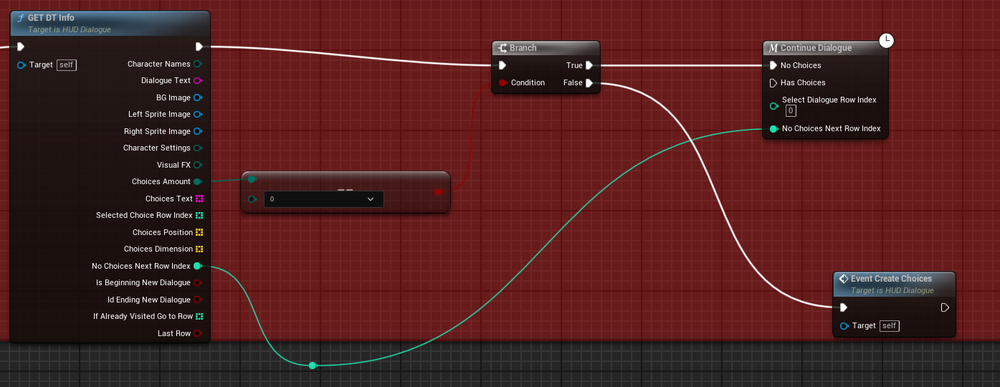 GET DT Info
Target is HUD Dialogue
Target self
Character Names
Dialogue Text
BG Image
Left Sprite Image
Right Sprite Image
Character Settings
Visual FX
Choices Amount
Choices Text
Selected Choice Row Index
Choices Position
Choices Dimension
No Choices Next Row Index
Is Beginning New Dialogue
Id Ending New Dialogue
If Already Visited Go to Row
Last Row
==
0
Branch
True
Condition False
Continue Dialogue
No Choices
Has Choices
Select Dialogue Row Index
0
No Choices Next Row Index
Event Create Choices
Target is HUD Dialogue
Target self